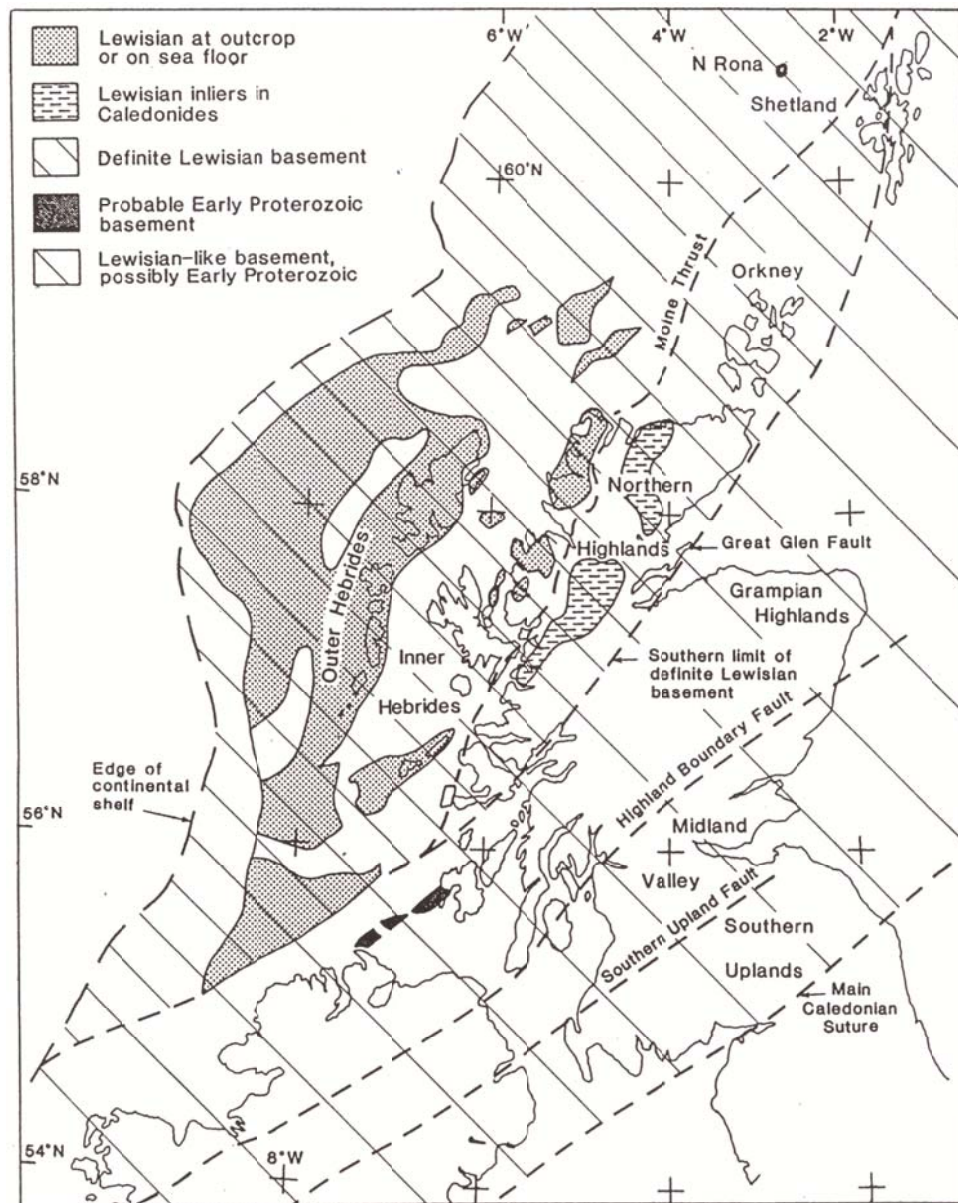 Lewisian at outcrop
or on sea floor
Lewisian inliers in
Caledonides
Definite Lewisian basement
Probable Early Proterozoic
basement
Lewisian-like basement,
possibly Early Proterozoic
6°W
4°W
2°W
N Rona
Shetland
60°N
Orkney
Moine Thrust
58°N
Northern
Highlands
Great Glen Fault
Grampian
Highlands
Outer Hebrides
Inner
Hebrides
Southern limit of
definite Lewisian
basement
Highland Boundary Fault
Edge of
continental
shelf
56°N
Midland
Valley
Southern Upland Fault
Southern
Uplands
Main
Caledonian
Suture
54°N
8°W